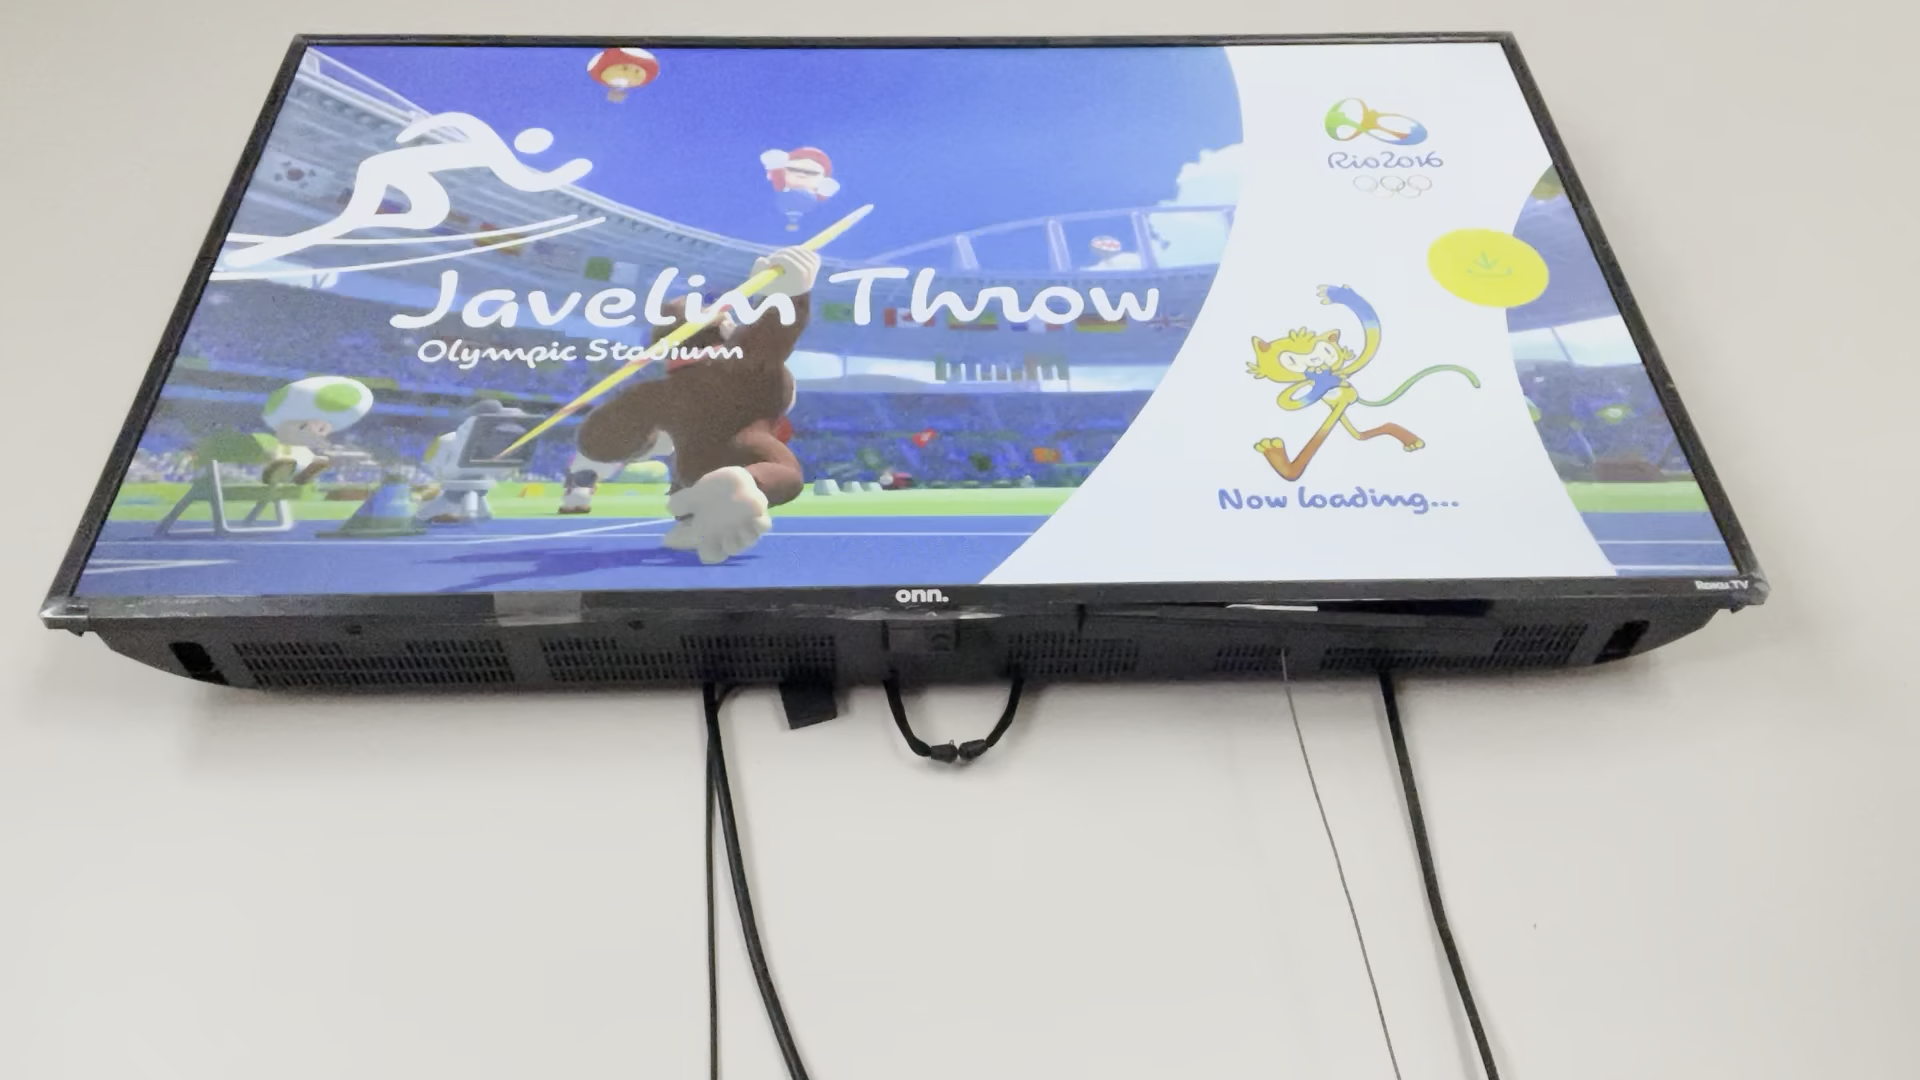 Javelin Throw
Olympic Stadium
Rio2016
Now loading...
onn.
Roku TV